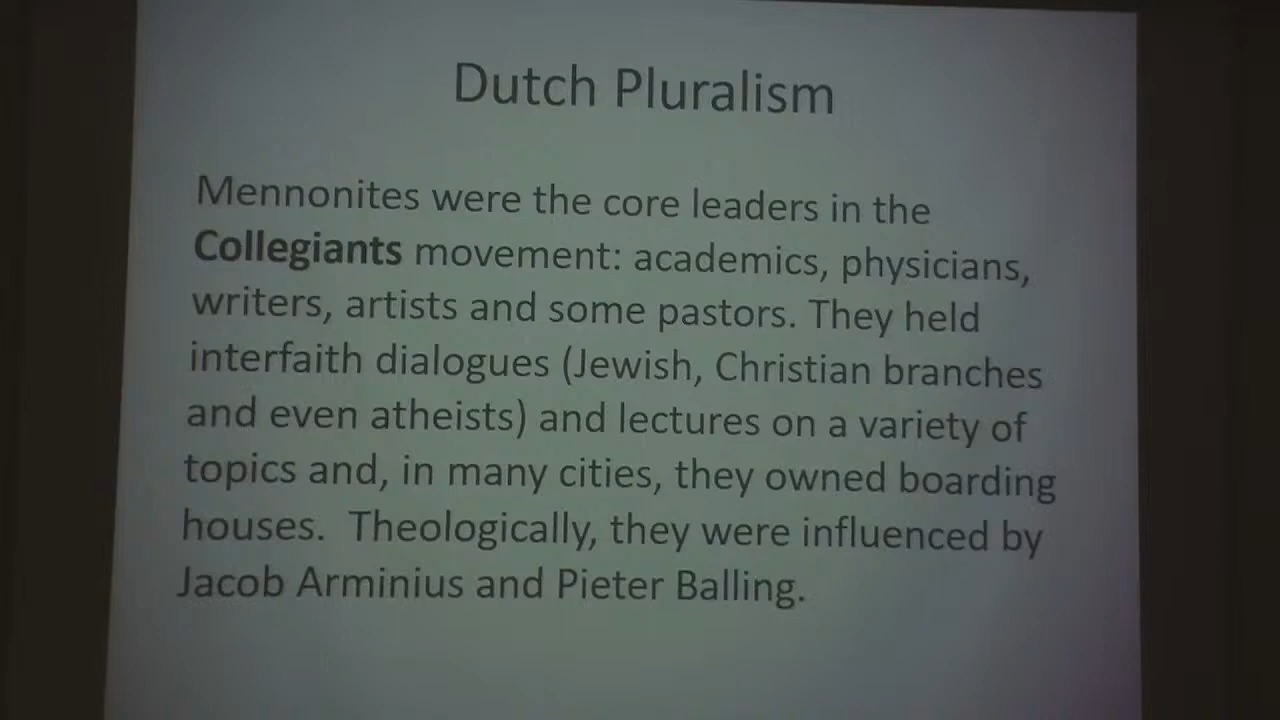 Dutch Pluralism
Mennonites were the core leaders in the
Collegiants movement: academics, physicians,
writers, artists and some pastors. They held
interfaith dialogues (Jewish, Christian branches
and even atheists) and lectures on a variety of
topics and, in many cities, they owned boarding
houses.  Theologically, they were influenced by
Jacob Arminius and Pieter Balling.